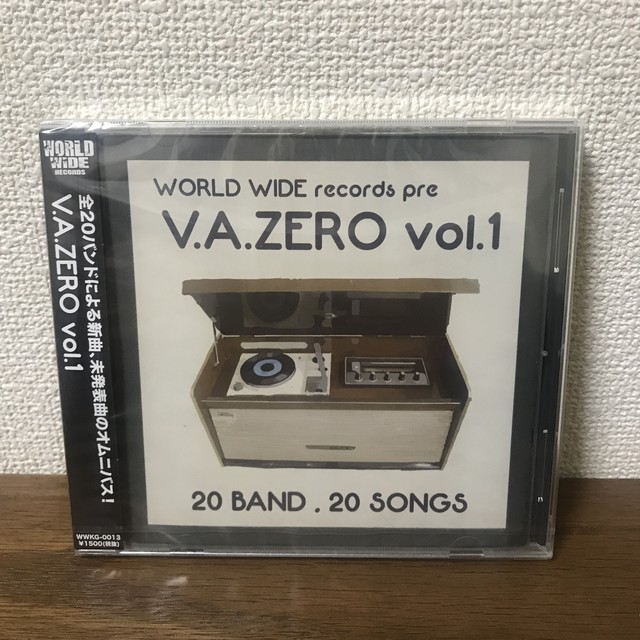 WORLD
WIDE
RECORDS
全20バンドによる新曲、未発表曲のオムニバス!
V.A.ZERO vol.1
WWKG-0013
¥1500(税抜)
WORLD WIDE records pre
V.A.ZERO vol.1
20 BAND . 20 SONGS